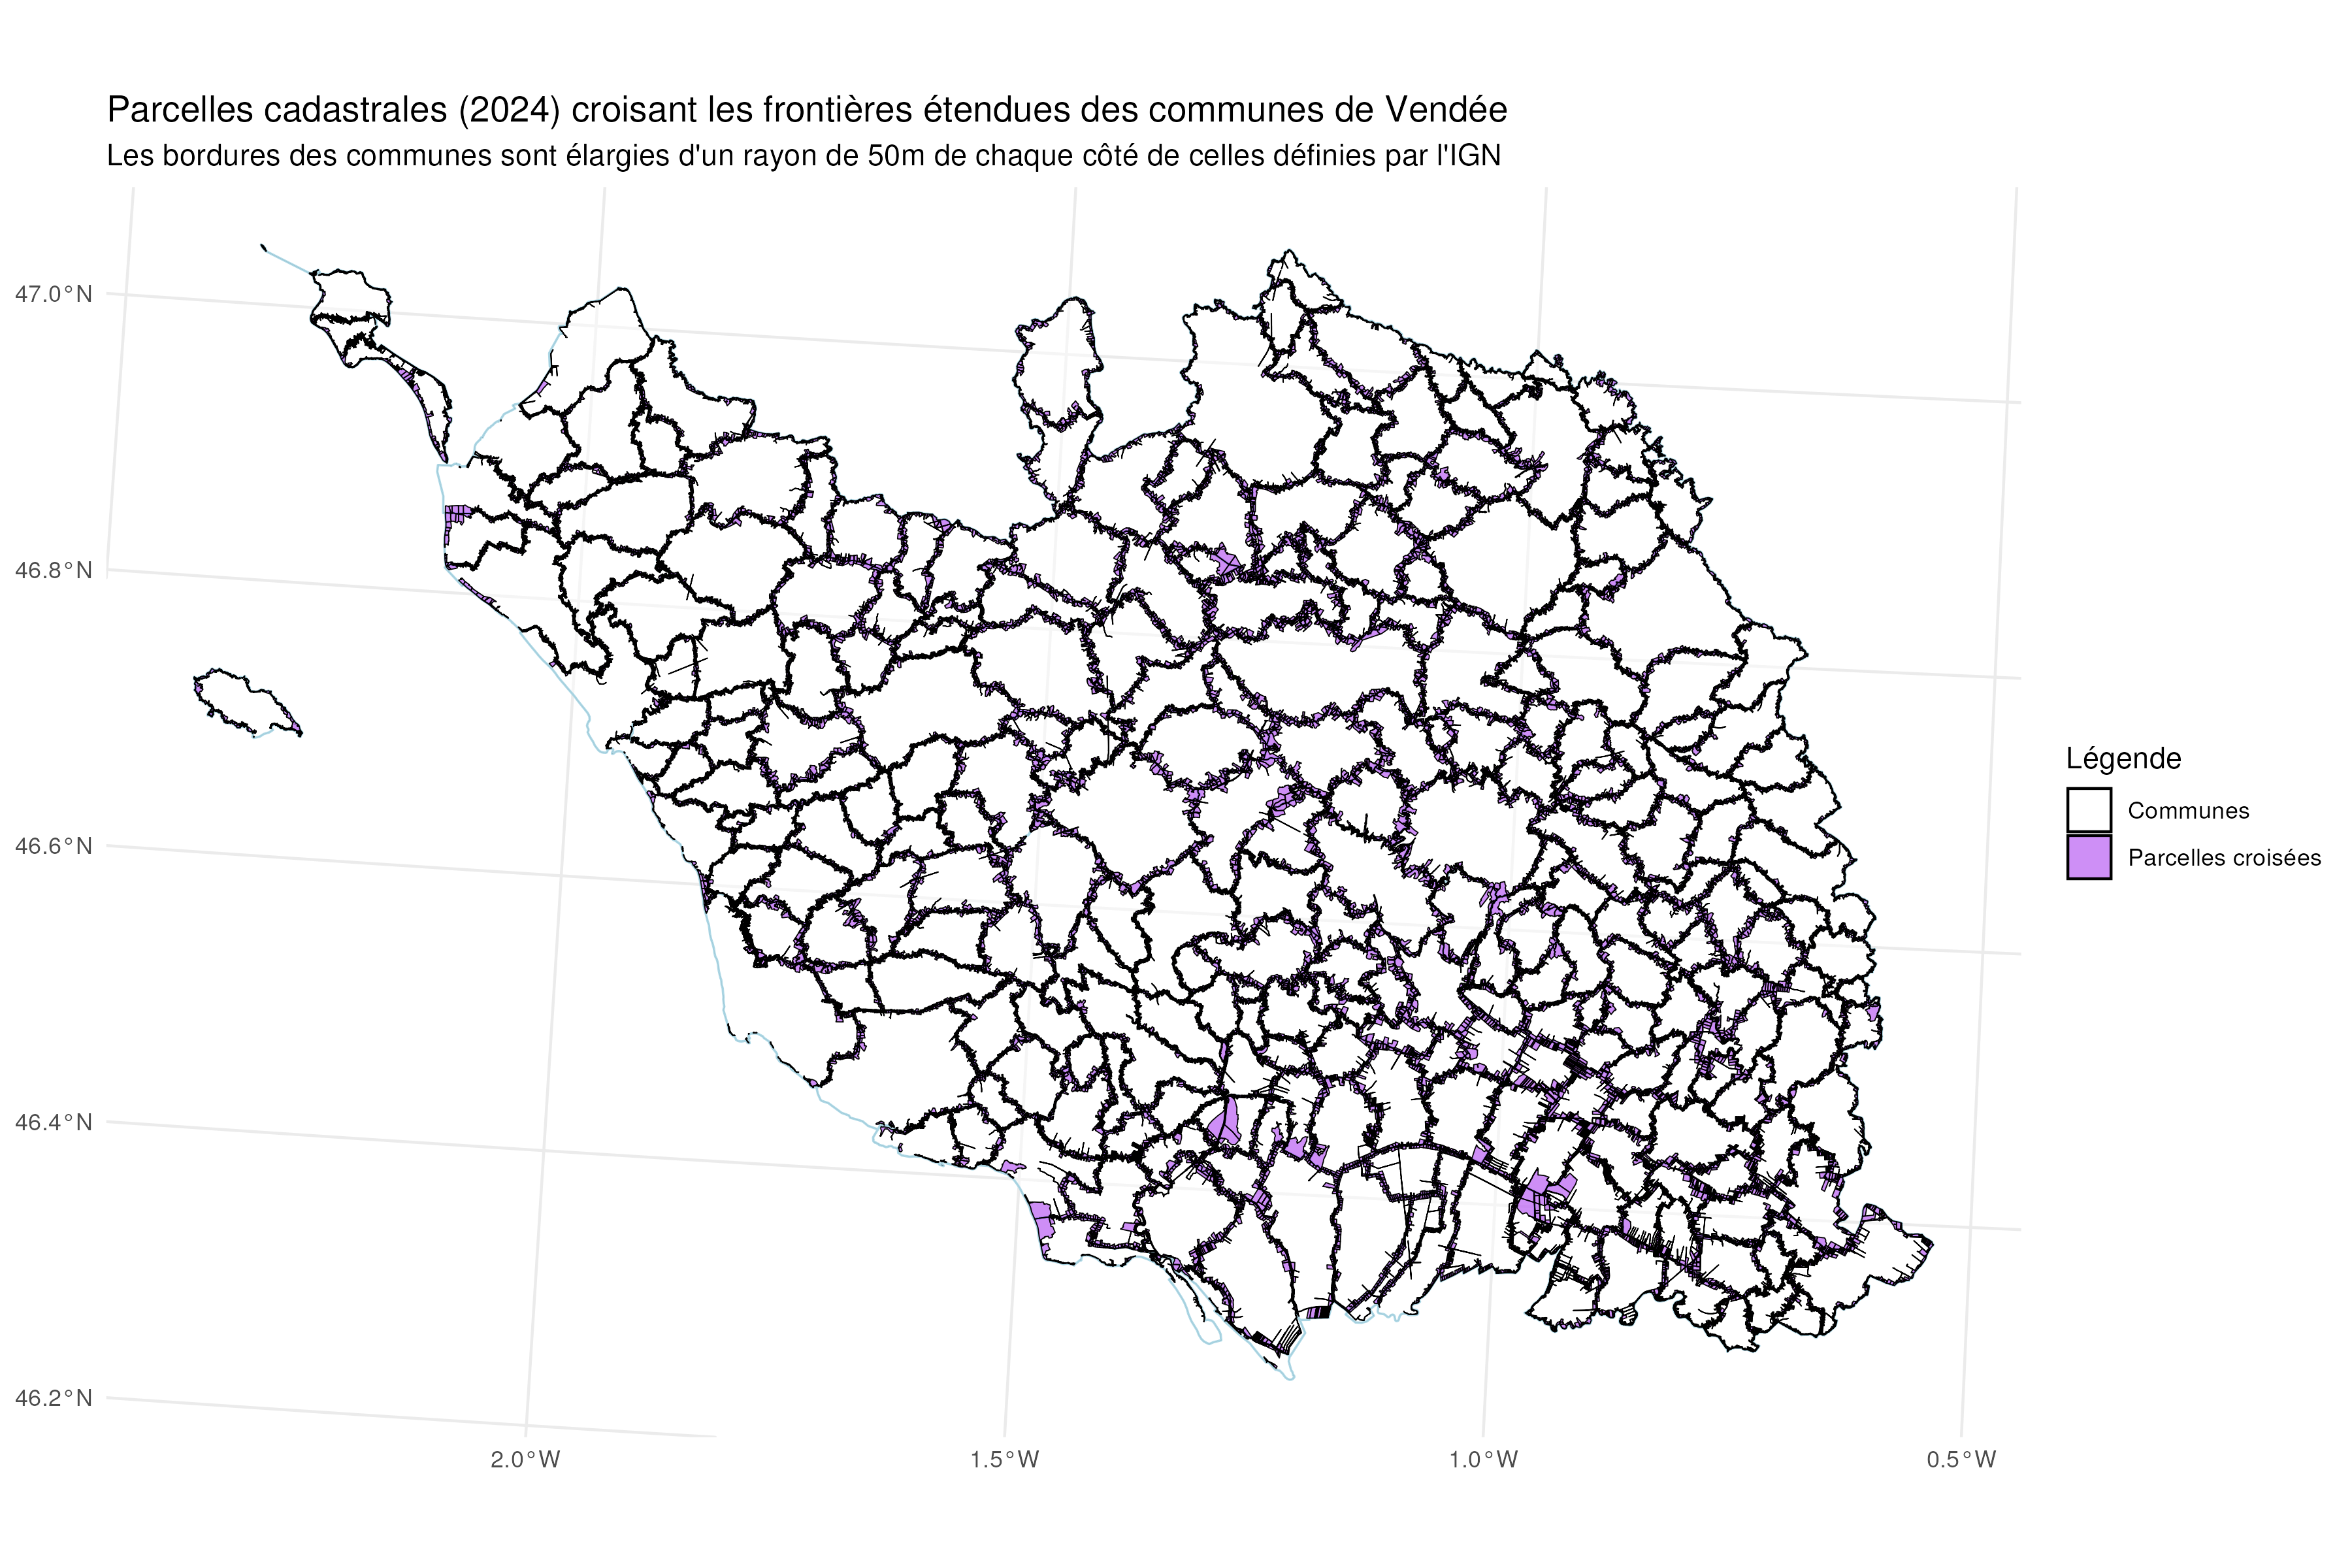 Parcelles cadastrales (2024) croisant les frontières étendues des communes de Vendée
Les bordures des communes sont élargies d'un rayon de 50m de chaque côté de celles définies par l'IGN
47.0°N
46.8°N
46.6°N
46.4°N
46.2°N
2.0°W
1.5°W
1.0°W
0.5°W
Légende
Communes
Parcelles croisées